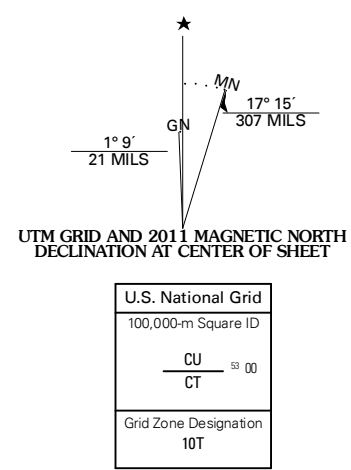 ★
MN
GN
17° 15´
307 MILS
1° 9´
21 MILS
UTM GRID AND 2011 MAGNETIC NORTH
DECLINATION AT CENTER OF SHEET
U.S. National Grid
100,000-m Square ID
CU
53 00
CT
Grid Zone Designation
10T